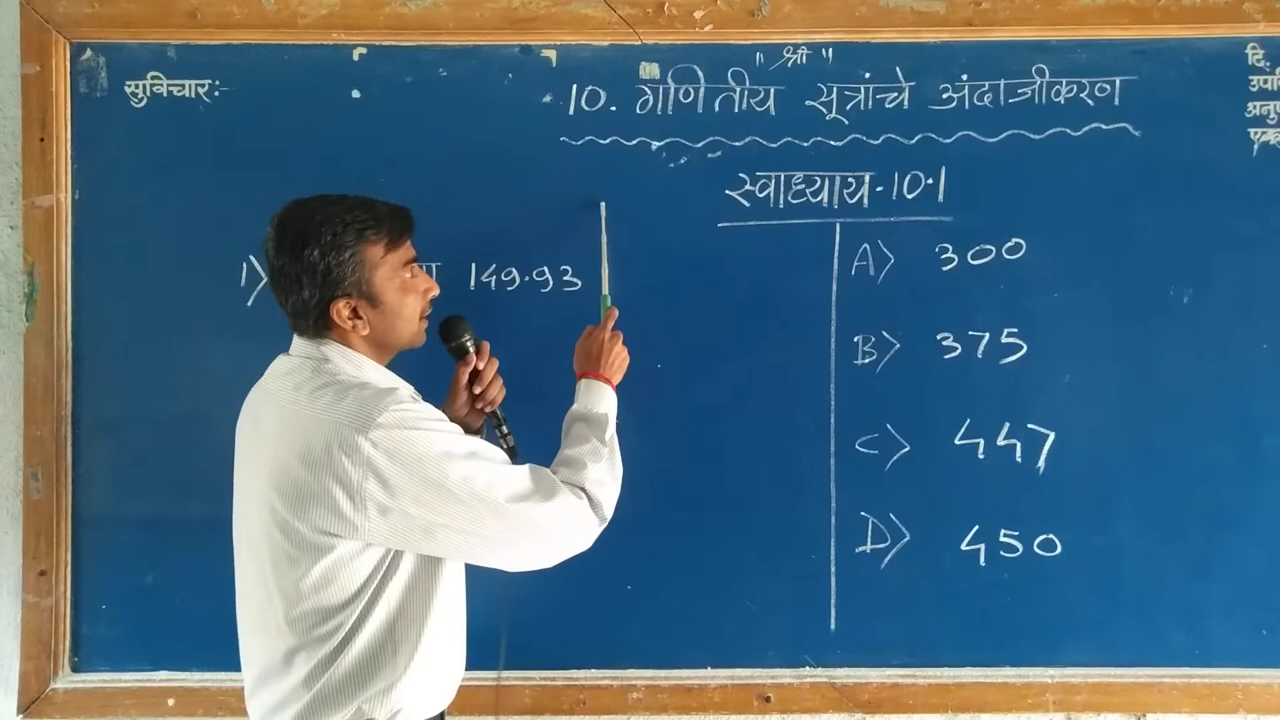 " श्री "
सुविचार:-
10. गणितीय सूत्रांचे अंदाजीकरण
स्वाध्याय-10.1
1) 149.93
A) 300
B) 375
C) 447
D) 450
दि.